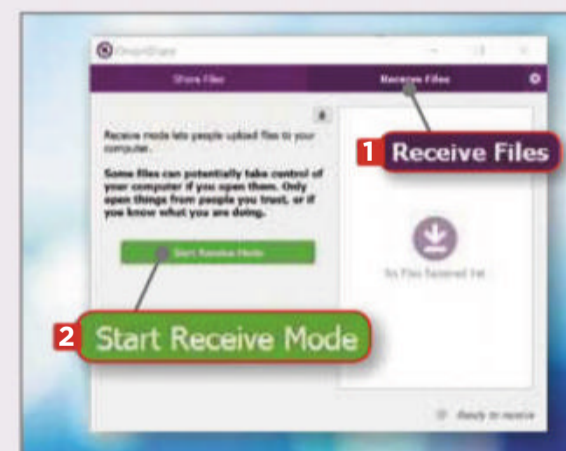 OnionShare
Share Files
Receive Files
Receive mode lets people upload files to your
computer.
Some files can potentially take control of
your computer if you open them. Only
open things from people you trust, or if
you know what you are doing.
Start Receive Mode
No Files Received Yet
Ready to receive
1 Receive Files
2 Start Receive Mode